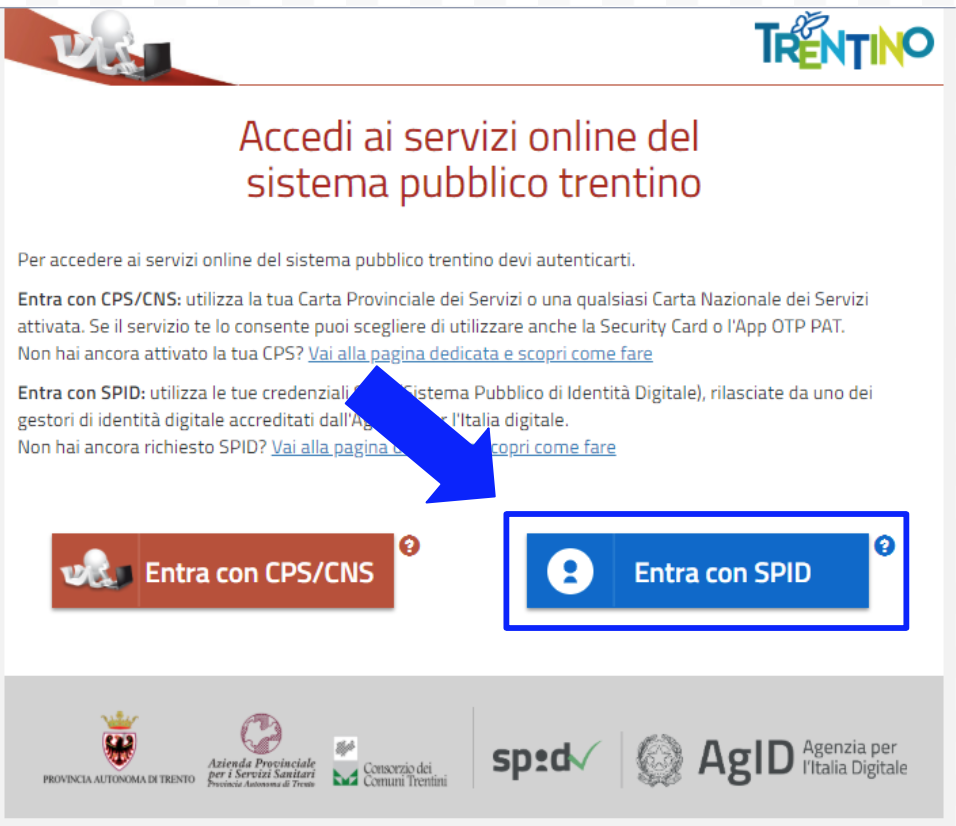 TRENTINO
Accedi ai servizi online del
sistema pubblico trentino
Per accedere ai servizi online del sistema pubblico trentino devi autenticarti.
Entra con CPS/CNS: utilizza la tua Carta Provinciale dei Servizi o una qualsiasi Carta Nazionale dei Servizi
attivata. Se il servizio te lo consente puoi scegliere di utilizzare anche la Security Card o l'App OTP PAT.
Non hai ancora attivato la tua CPS? Vai alla pagina dedicata e scopri come fare
Entra con SPID: utilizza le tue credenziali (Sistema Pubblico di Identità Digitale), rilasciate da uno dei
gestori di identità digitale accreditati dall'Ag r l'Italia digitale.
Non hai ancora richiesto SPID? Vai alla pagina copri come fare
Entra con CPS/CNS ?
Entra con SPID ?
PROVINCIA AUTONOMA DI TRENTO
Azienda Provinciale
per i Servizi Sanitari
Provincia Autonoma di Trento
Consorzio dei
Comuni Trentini
spid
AgID Agenzia per
l'Italia Digitale